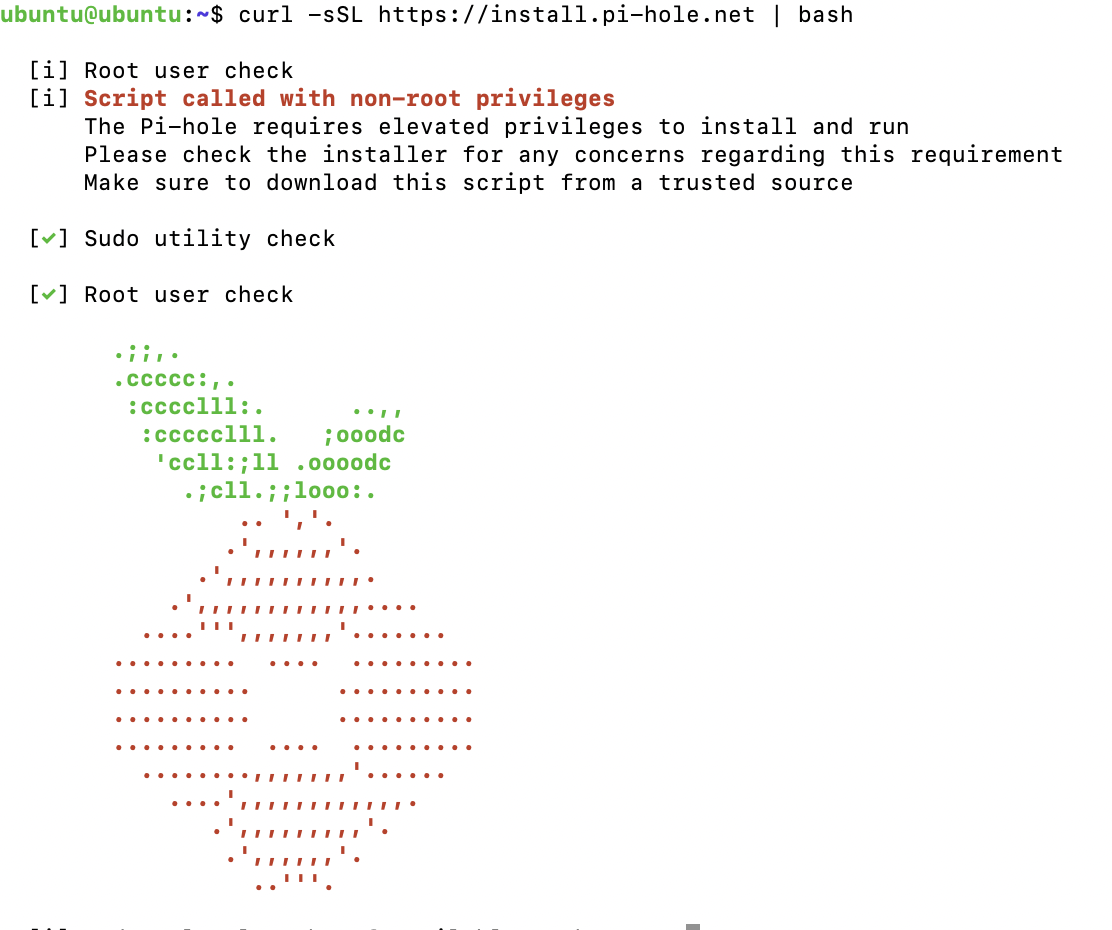 ubuntu@ubuntu:~$ curl -sSL https://install.pi-hole.net | bash
[i] Root user check
[i] Script called with non-root privileges
The Pi-hole requires elevated privileges to install and run
Please check the installer for any concerns regarding this requirement
Make sure to download this script from a trusted source
[✓] Sudo utility check
[✓] Root user check
.;;,.
.ccccc:,.
:cccclll:.      ..,,
:ccccclll.   ;ooodc
'ccll:;ll .oooodc
.;cll.;;looo:.
.. ','.
.',,,,,,'.
.',,,,,,,,,,.
.',,,,,,,,,,,,....
....''',,,,,,,'.......
.........  ....  .........
..........      ..........
..........      ..........
.........  ....  .........
........,,,,,,,'......
....',,,,,,,,,,,,.
.',,,,,,,,,'.
.',,,,,,'.
..'''.